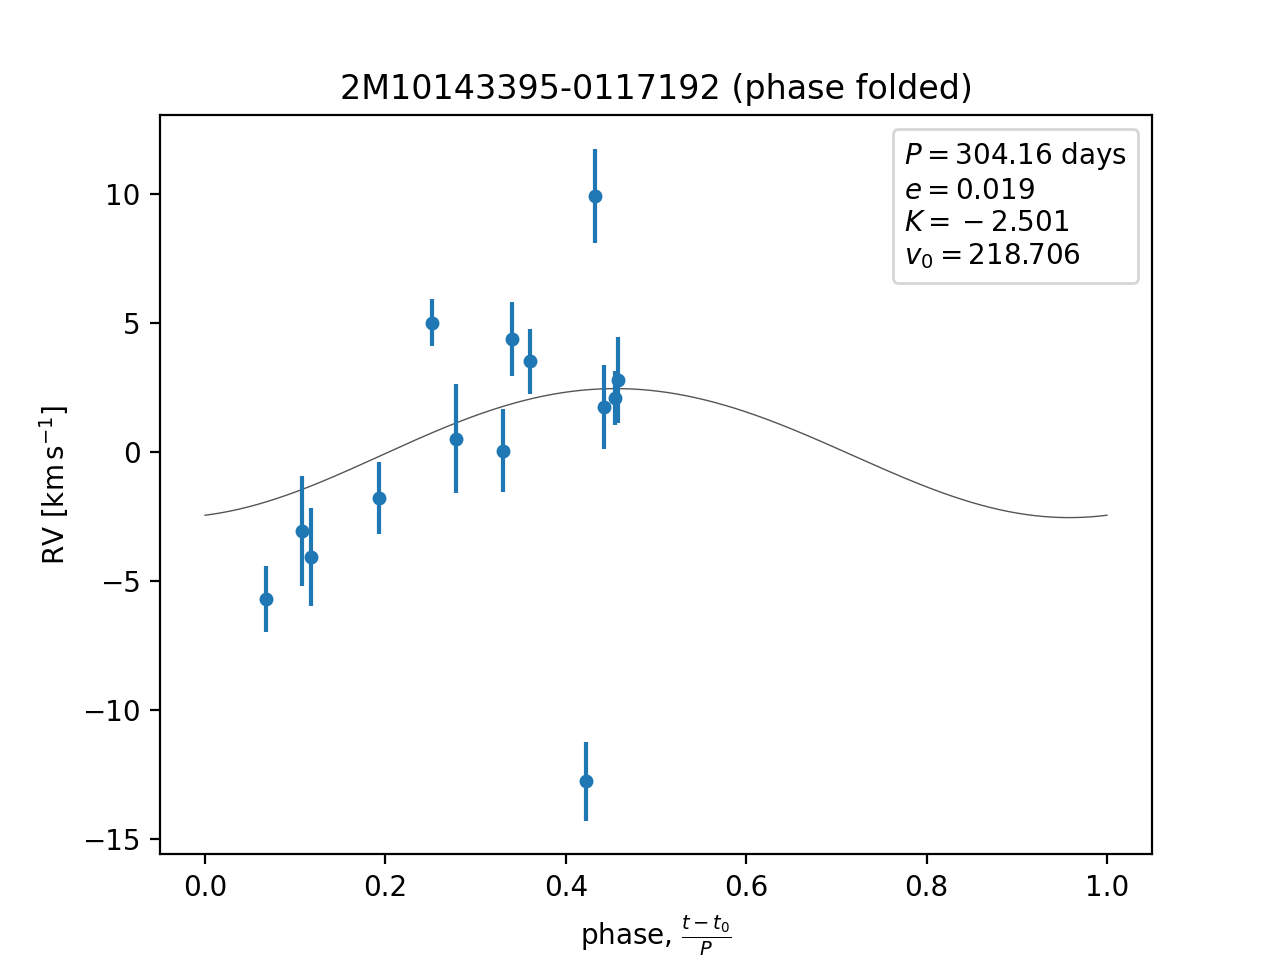 2M10143395-0117192 (phase folded)
P = 304.16 days
e = 0.019
K = −2.501
v₀ = 218.706
10
5
0
−5
−10
−15
RV [km s⁻¹]
0.0 0.2 0.4 0.6 0.8 1.0
phase, (t − t₀)/P